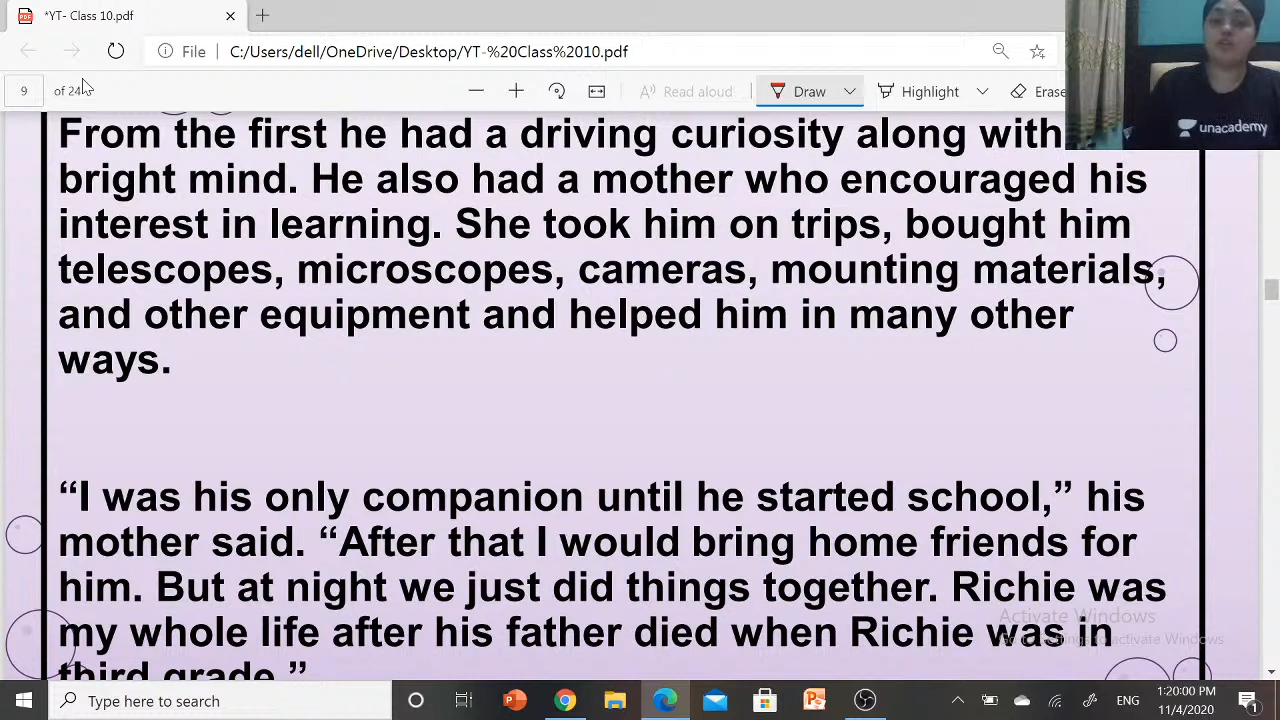 *YT- Class 10.pdf
File C:/Users/dell/OneDrive/Desktop/YT-%20Class%2010.pdf
9 of 24 Read aloud Draw Highlight Erase
unacademy
From the first he had a driving curiosity along with
bright mind. He also had a mother who encouraged his
interest in learning. She took him on trips, bought him
telescopes, microscopes, cameras, mounting materials,
and other equipment and helped him in many other
ways.
“I was his only companion until he started school,” his
mother said. “After that I would bring home friends for
him. But at night we just did things together. Richie was
my whole life after his father died when Richie was in
third grade.”
Activate Windows
to activate Windows
Type here to search
ENG
1:20:00 PM
11/4/2020
1